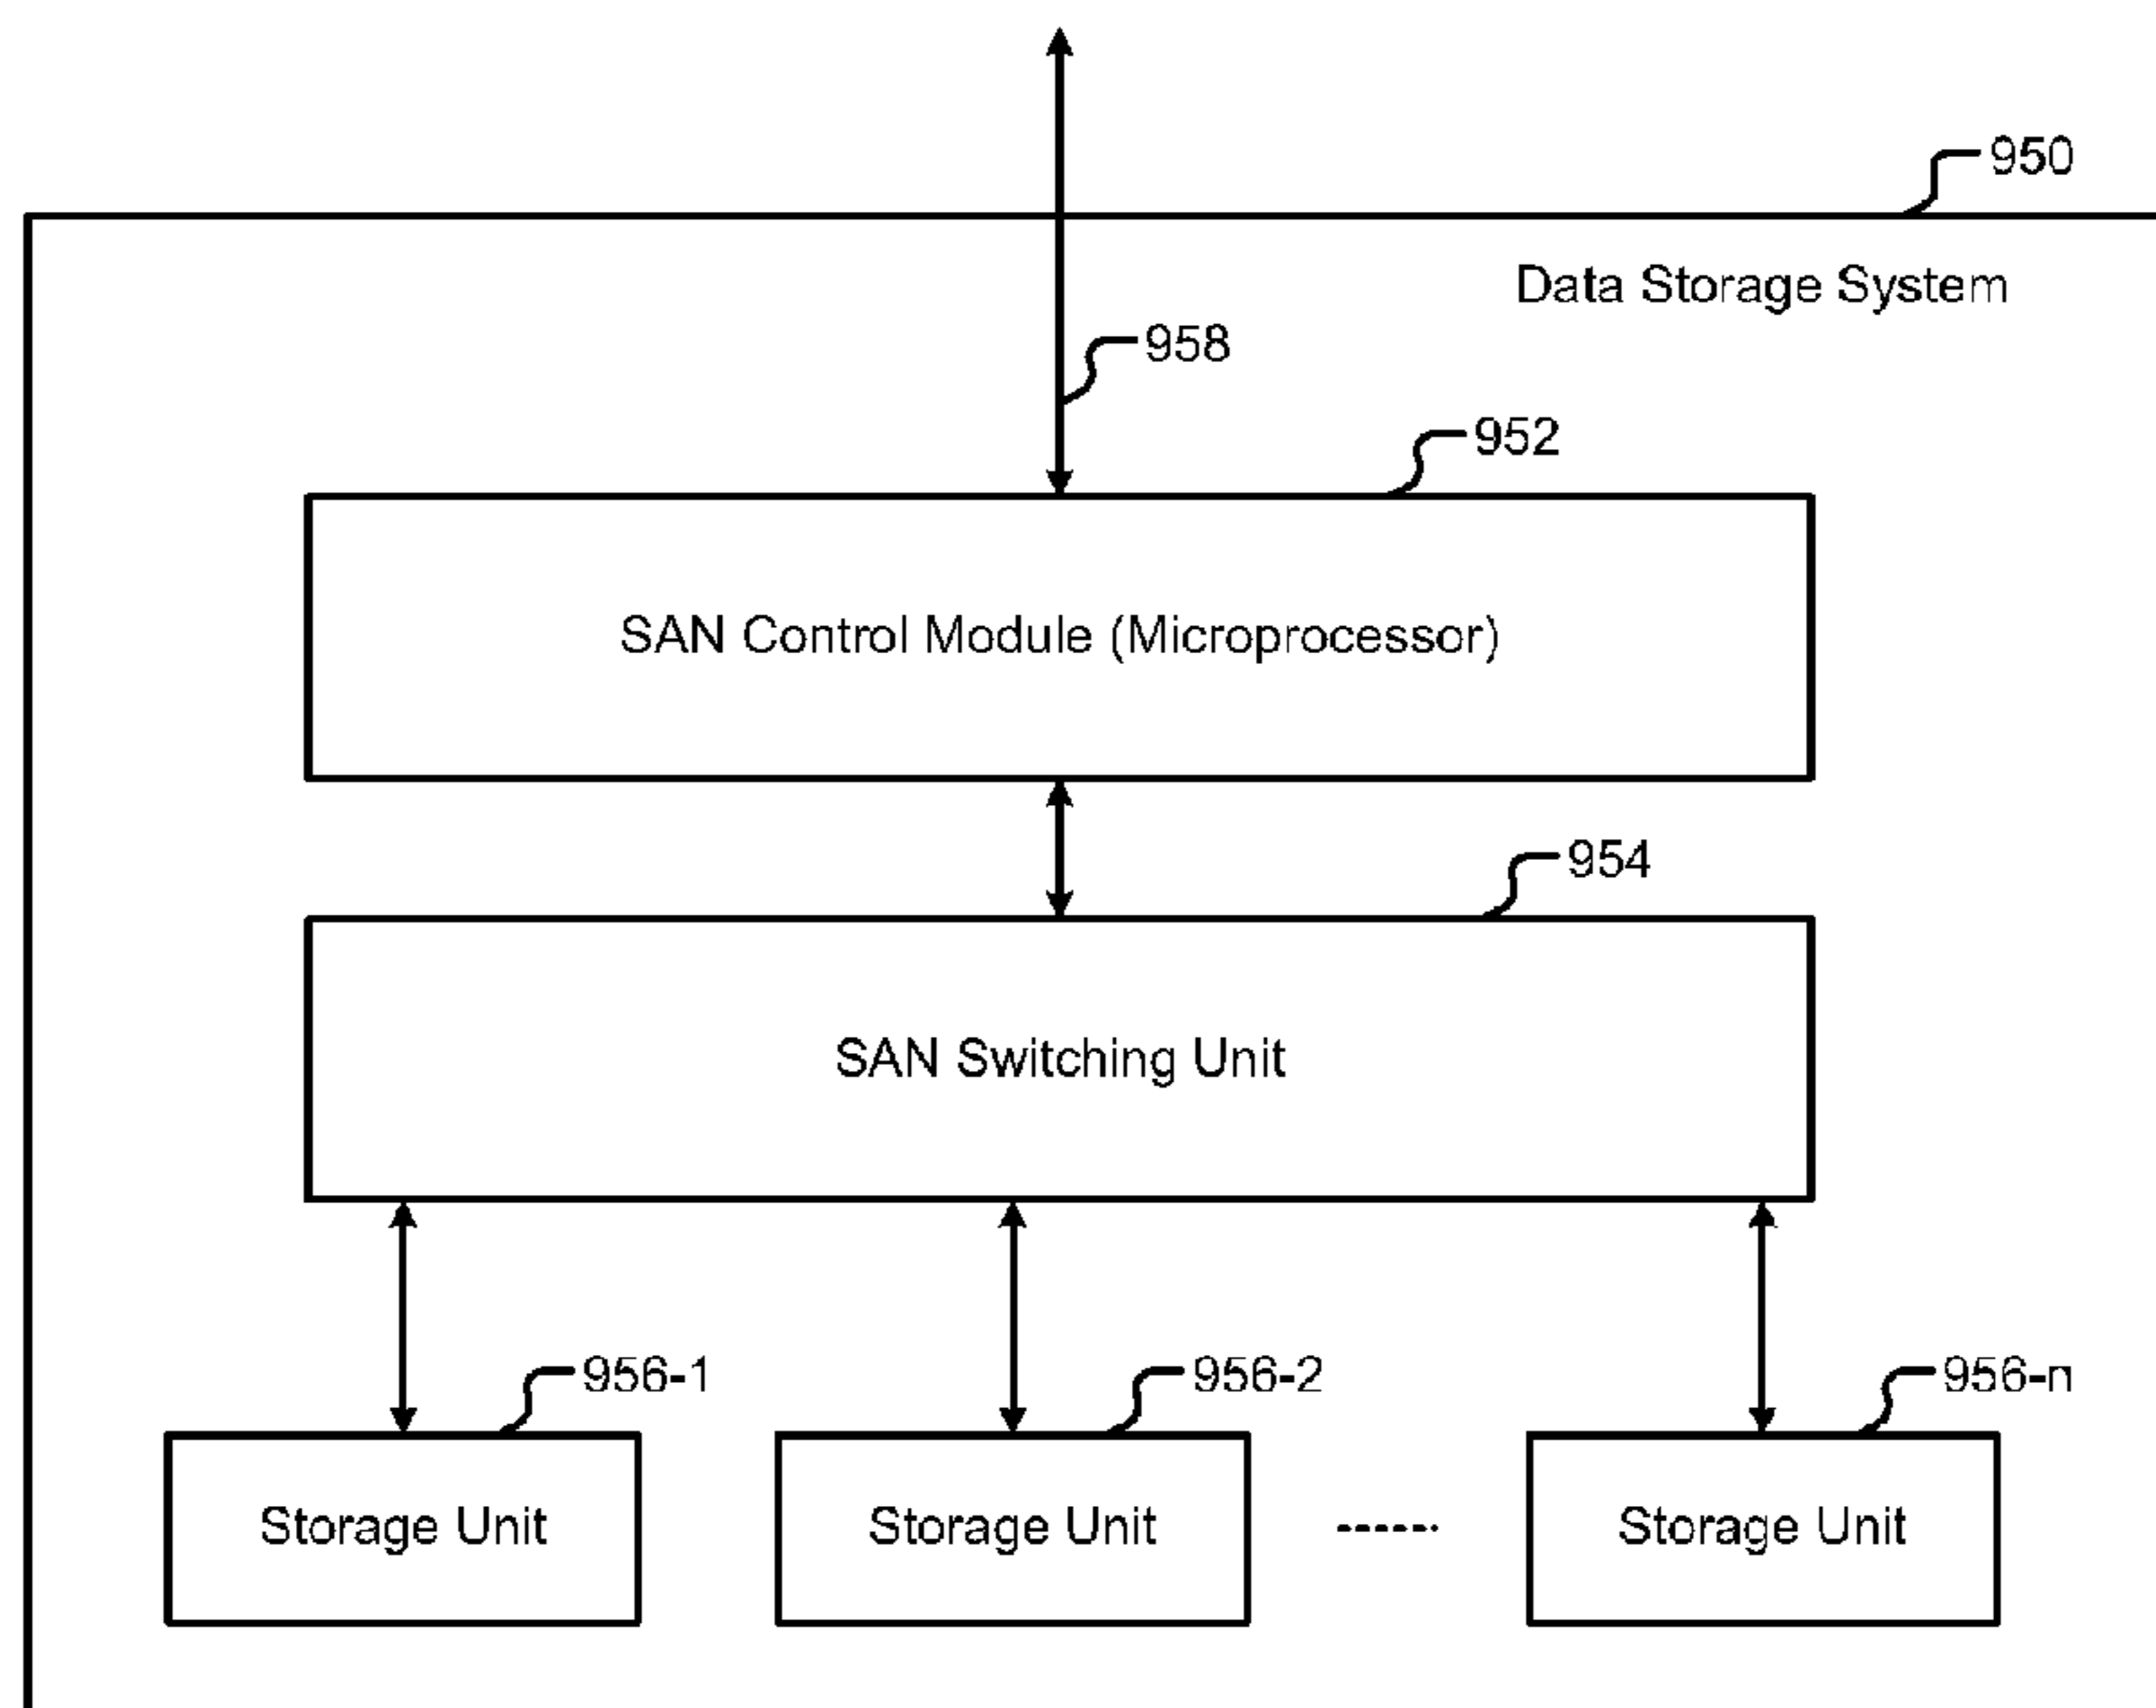 950
Data Storage System
958
952
SAN Control Module (Microprocessor)
954
SAN Switching Unit
956-1
956-2
956-n
Storage Unit
Storage Unit
Storage Unit